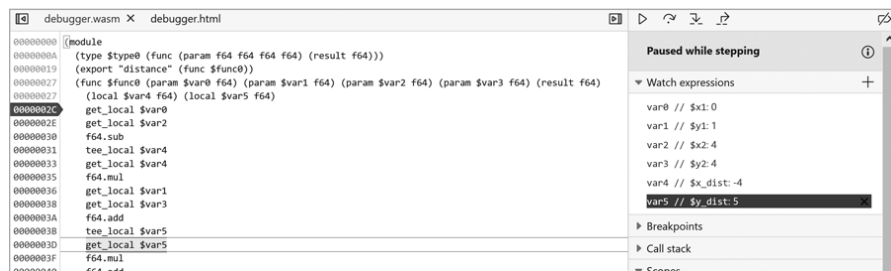 debugger.wasm × debugger.html
00000000 (module
0000000A (type $type0 (func (param f64 f64 f64 f64) (result f64)))
00000019 (export "distance" (func $func0))
00000027 (func $func0 (param $var0 f64) (param $var1 f64) (param $var2 f64) (param $var3 f64) (result f64)
00000027 (local $var4 f64) (local $var5 f64)
0000002C get_local $var0
0000002E get_local $var2
00000030 f64.sub
00000031 tee_local $var4
00000033 get_local $var4
00000035 f64.mul
00000036 get_local $var1
00000038 get_local $var3
0000003A f64.add
0000003B tee_local $var5
0000003D get_local $var5
0000003F f64.mul
00000040 f64.add
Paused while stepping
Watch expressions
var0 // $x1: 0
var1 // $y1: 1
var2 // $x2: 4
var3 // $y2: 4
var4 // $x_dist: -4
var5 // $y_dist: 5
Breakpoints
Call stack
Scopes